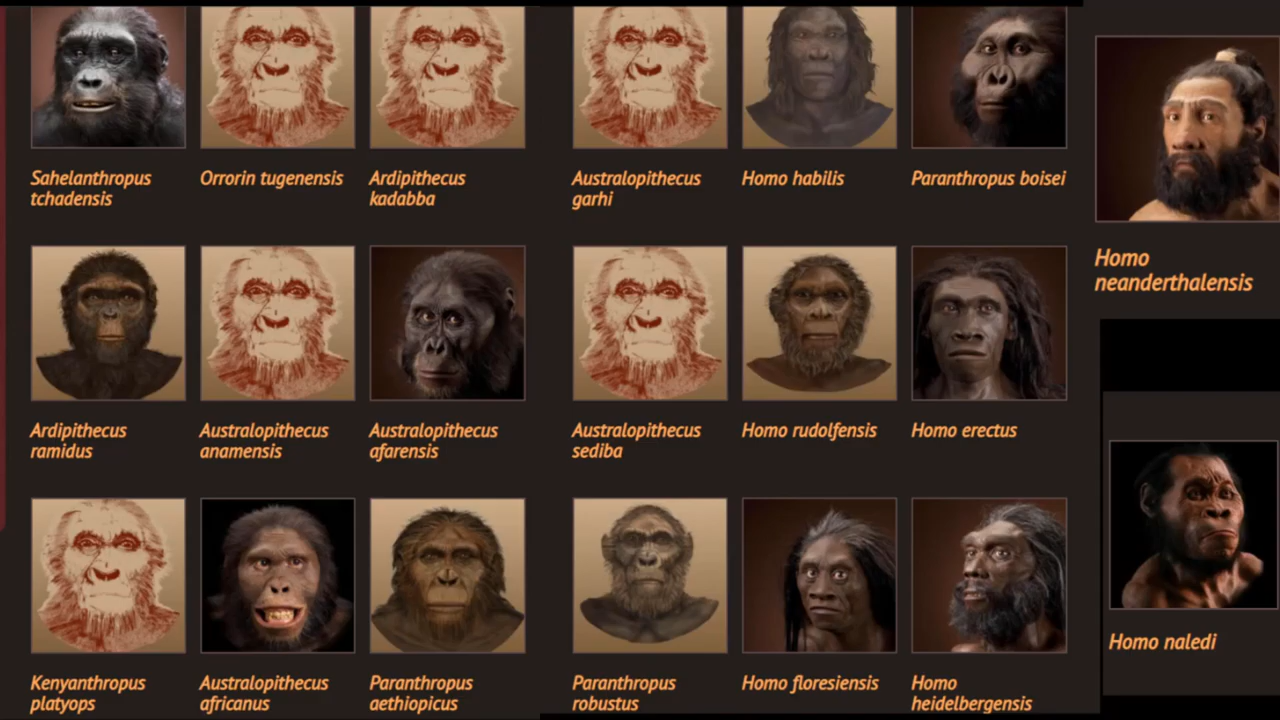 Sahelanthropus
tchadensis
Orrorin tugenensis
Ardipithecus
kadabba
Australopithecus
garhi
Homo habilis
Paranthropus boisei
Homo
neanderthalensis
Ardipithecus
ramidus
Australopithecus
anamensis
Australopithecus
afarensis
Australopithecus
sediba
Homo rudolfensis
Homo erectus
Homo naledi
Kenyanthropus
platyops
Australopithecus
africanus
Paranthropus
aethiopicus
Paranthropus
robustus
Homo floresiensis
Homo
heidelbergensis